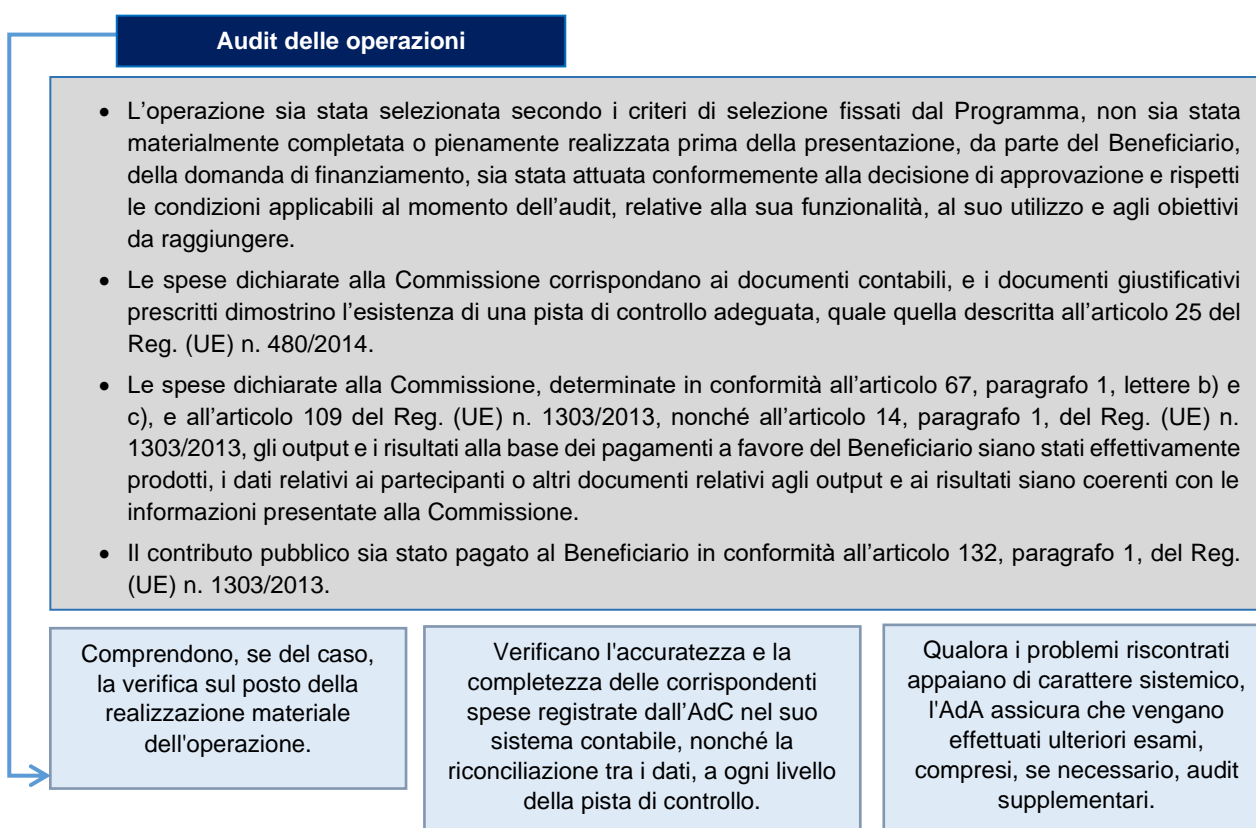 Audit delle operazioni
• L’operazione sia stata selezionata secondo i criteri di selezione fissati dal Programma, non sia stata
materialmente completata o pienamente realizzata prima della presentazione, da parte del Beneficiario,
della domanda di finanziamento, sia stata attuata conformemente alla decisione di approvazione e rispetti
le condizioni applicabili al momento dell’audit, relative alla sua funzionalità, al suo utilizzo e agli obiettivi
da raggiungere.
• Le spese dichiarate alla Commissione corrispondano ai documenti contabili, e i documenti giustificativi
prescritti dimostrino l’esistenza di una pista di controllo adeguata, quale quella descritta all’articolo 25 del
Reg. (UE) n. 480/2014.
• Le spese dichiarate alla Commissione, determinate in conformità all’articolo 67, paragrafo 1, lettere b) e
c), e all’articolo 109 del Reg. (UE) n. 1303/2013, nonché all’articolo 14, paragrafo 1, del Reg. (UE) n.
1303/2013, gli output e i risultati alla base dei pagamenti a favore del Beneficiario siano stati effettivamente
prodotti, i dati relativi ai partecipanti o altri documenti relativi agli output e ai risultati siano coerenti con le
informazioni presentate alla Commissione.
• Il contributo pubblico sia stato pagato al Beneficiario in conformità all’articolo 132, paragrafo 1, del Reg.
(UE) n. 1303/2013.
Comprendono, se del caso,
la verifica sul posto della
realizzazione materiale
dell'operazione.
Verificano l'accuratezza e la
completezza delle corrispondenti
spese registrate dall’AdC nel suo
sistema contabile, nonché la
riconciliazione tra i dati, a ogni livello
della pista di controllo.
Qualora i problemi riscontrati
appaiano di carattere sistemico,
l'AdA assicura che vengano
effettuati ulteriori esami,
compresi, se necessario, audit
supplementari.